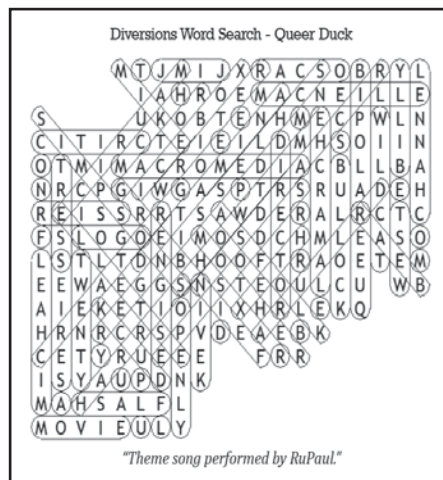 Diversions Word Search - Queer Duck
M T J M I J X R A C S O B R Y L
I A H R O E M A C N E I L L E
S U K O B T E N H M E C P W L N
C I T I R C T E I E I L D M H S O I I N
O T M I M A C R O M E D I A C B L L B A
N R C P G I W G A S P T R S R U A D E H
R E I S S R R T S A W D E R A L R C T C
F S L O G O E I M O S D C H M L E A S O
L S T L T D N B H O O F T R A O E T E M
E E W A E G G S N S T E O U L C U W B
A I E K E T I O I I X H R L E K Q
H R N R C R S P V D E A E B K
C E T Y R U E E E F R R
I S Y A U P D N K
M A H S A L F L
M O V I E U L Y
"Theme song performed by RuPaul."